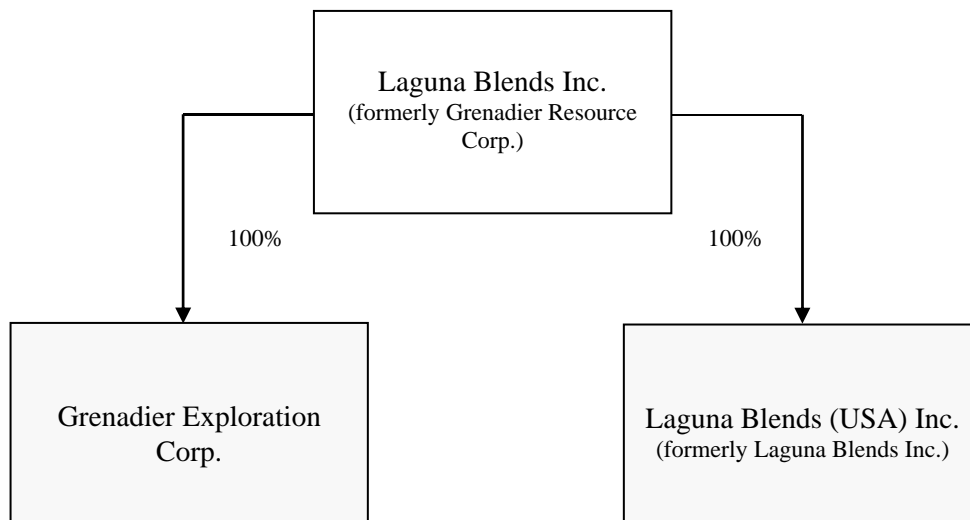 Laguna Blends Inc.
(formerly Grenadier Resource
Corp.)
100%
100%
Grenadier Exploration
Corp.
Laguna Blends (USA) Inc.
(formerly Laguna Blends Inc.)